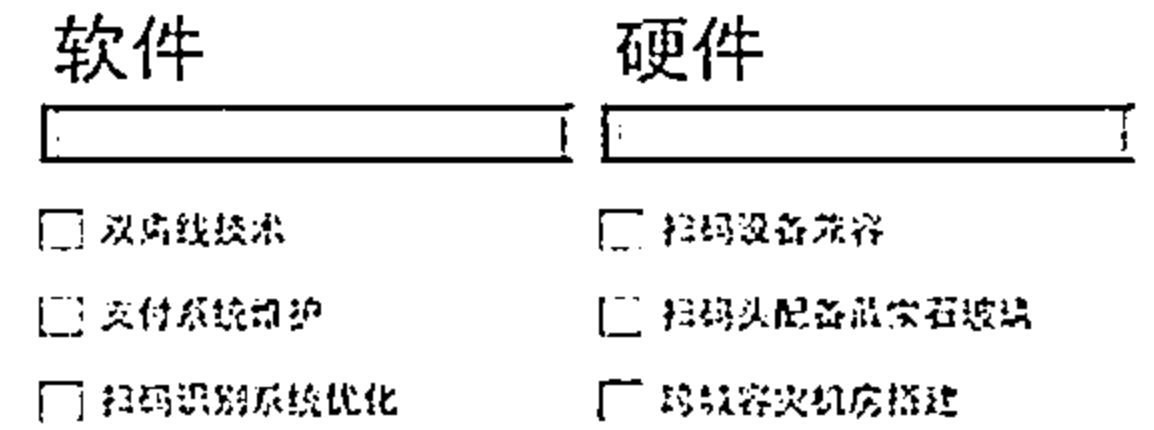 软件
硬件
双离线技术
支付系统维护
扫码识别系统优化
扫码设备兼容
扫码头配备蓝宝石玻璃
跨域容灾机房搭建